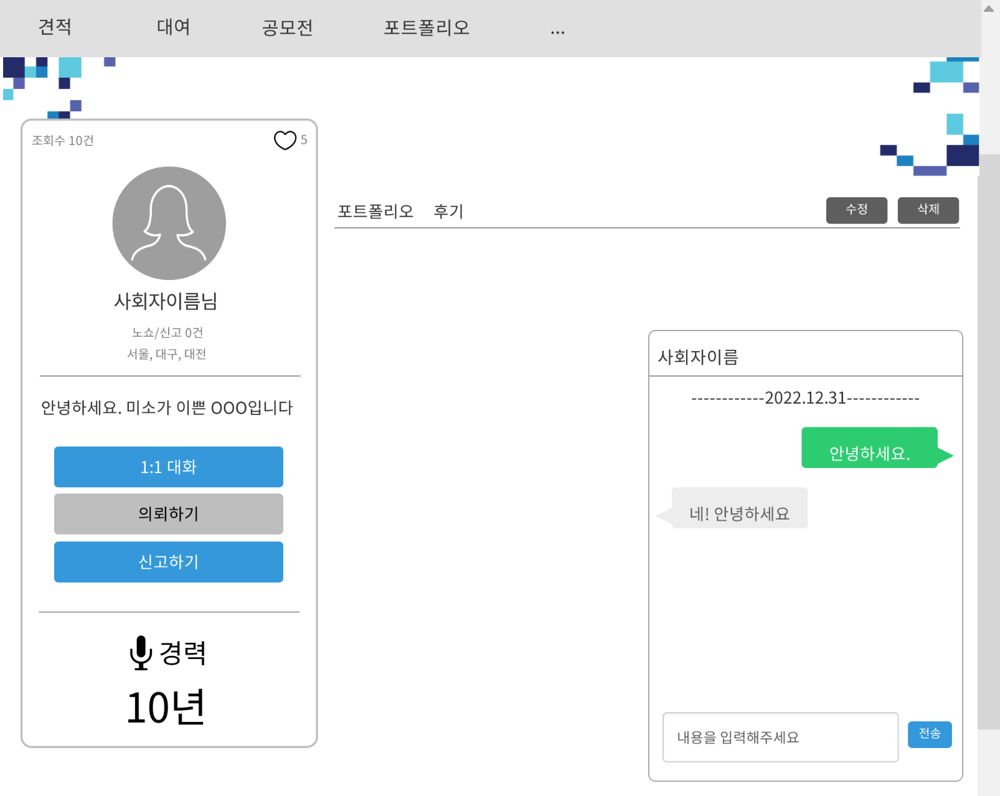 견적 대여 공모전 포트폴리오 ...
조회수 10건 5
사회자이름님
노쇼/신고 0건
서울, 대구, 대전
안녕하세요. 미소가 이쁜 OOO입니다
1:1 대화
의뢰하기
신고하기
경력
10년
포트폴리오 후기 수정 삭제
사회자이름
------------2022.12.31------------
안녕하세요.
네! 안녕하세요
내용을 입력해주세요 전송